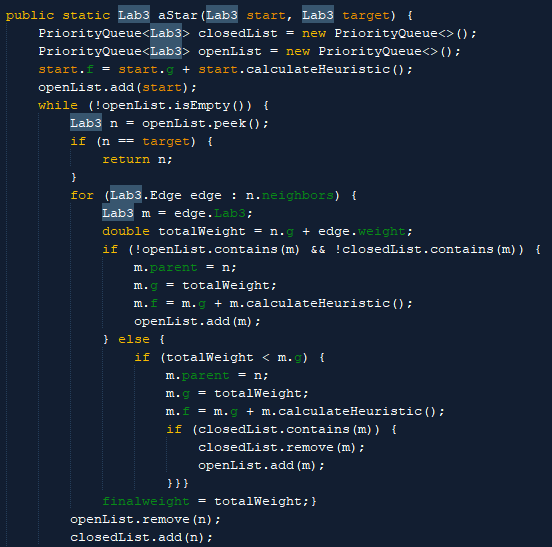 public static Lab3 aStar(Lab3 start, Lab3 target) {
    PriorityQueue<Lab3> closedList = new PriorityQueue<>();
    PriorityQueue<Lab3> openList = new PriorityQueue<>();
    start.f = start.g + start.calculateHeuristic();
    openList.add(start);
    while (!openList.isEmpty()) {
        Lab3 n = openList.peek();
        if (n == target) {
            return n;
        }
        for (Lab3.Edge edge : n.neighbors) {
            Lab3 m = edge.Lab3;
            double totalWeight = n.g + edge.weight;
            if (!openList.contains(m) && !closedList.contains(m)) {
                m.parent = n;
                m.g = totalWeight;
                m.f = m.g + m.calculateHeuristic();
                openList.add(m);
            } else {
                if (totalWeight < m.g) {
                    m.parent = n;
                    m.g = totalWeight;
                    m.f = m.g + m.calculateHeuristic();
                    if (closedList.contains(m)) {
                        closedList.remove(m);
                        openList.add(m);
                    }}}
            finalweight = totalWeight;}
        openList.remove(n);
        closedList.add(n);